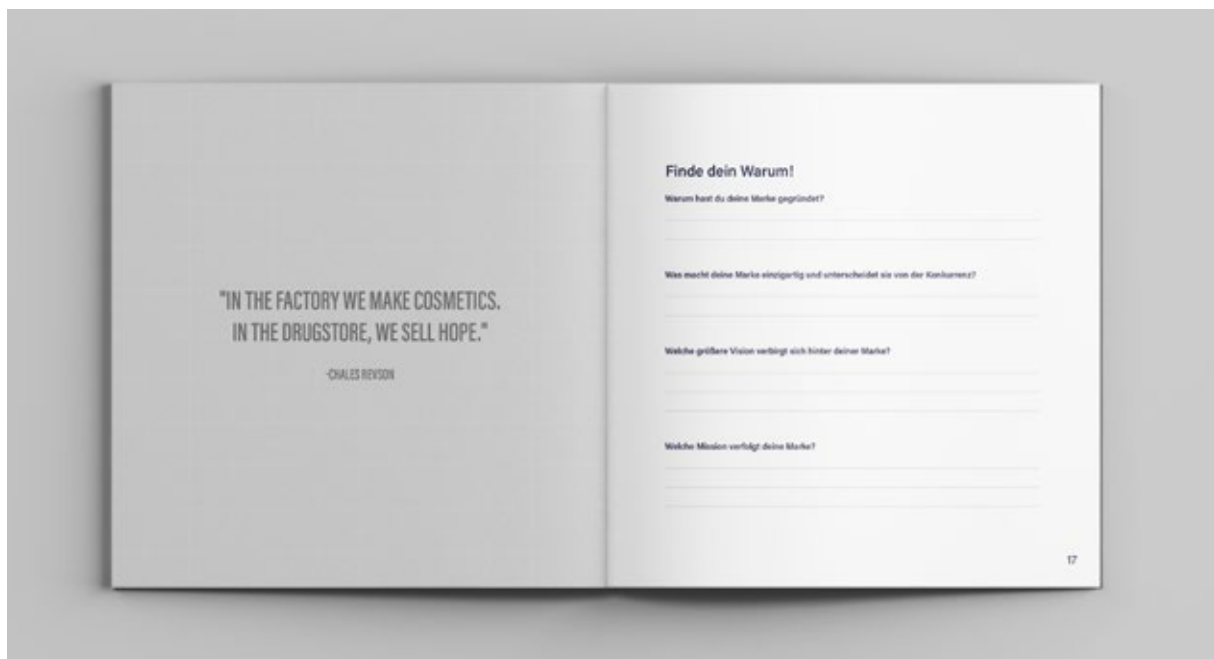 "IN THE FACTORY WE MAKE COSMETICS.
IN THE DRUGSTORE, WE SELL HOPE."
-CHALES REVSON
Finde dein Warum!
Warum hast du deine Marke gegründet?
Was macht deine Marke einzigartig und unterscheidet sie von der Konkurrenz?
Welche größere Vision verbirgt sich hinter deiner Marke?
Welche Mission verfolgt deine Marke?
17